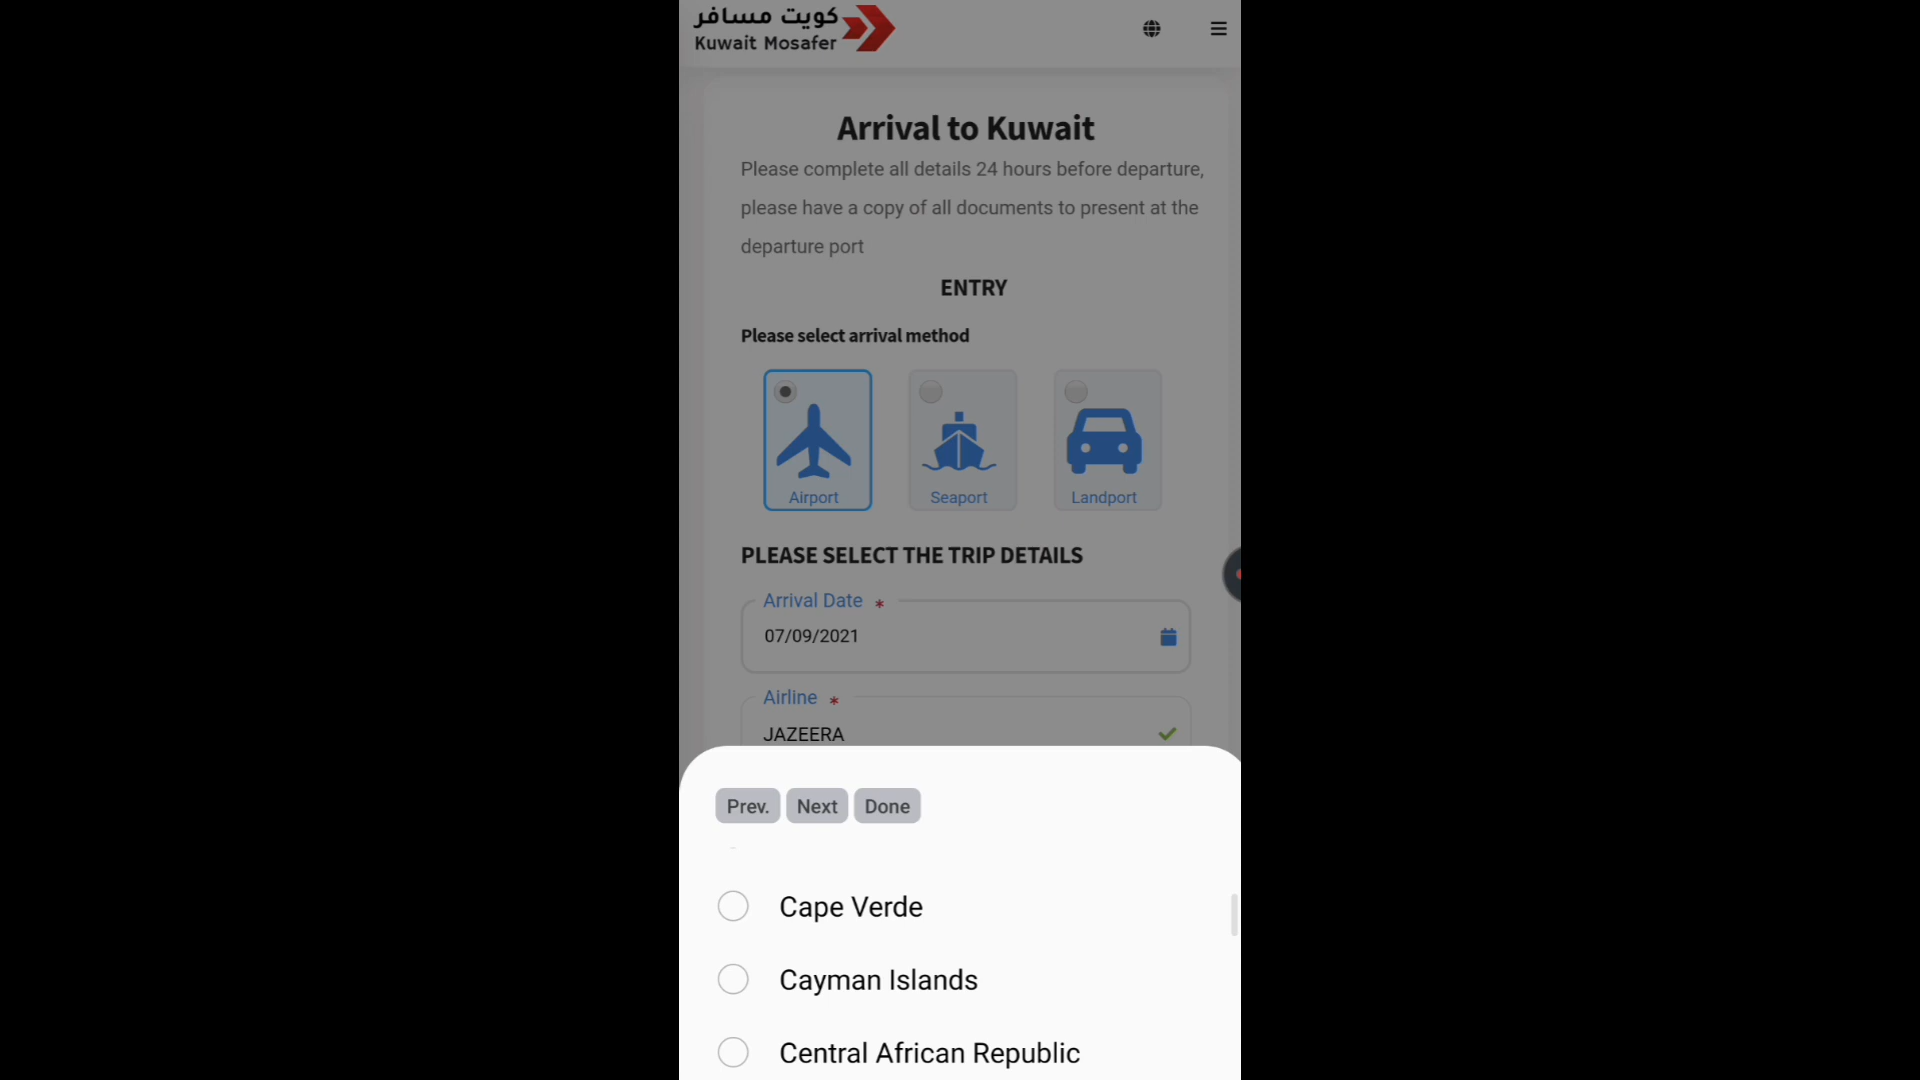 كويت مسافر
Kuwait Mosafer
Arrival to Kuwait
Please complete all details 24 hours before departure,
please have a copy of all documents to present at the
departure port
ENTRY
Please select arrival method
Airport
Seaport
Landport
PLEASE SELECT THE TRIP DETAILS
Arrival Date *
07/09/2021
Airline *
JAZEERA
Prev. Next Done
Cape Verde
Cayman Islands
Central African Republic